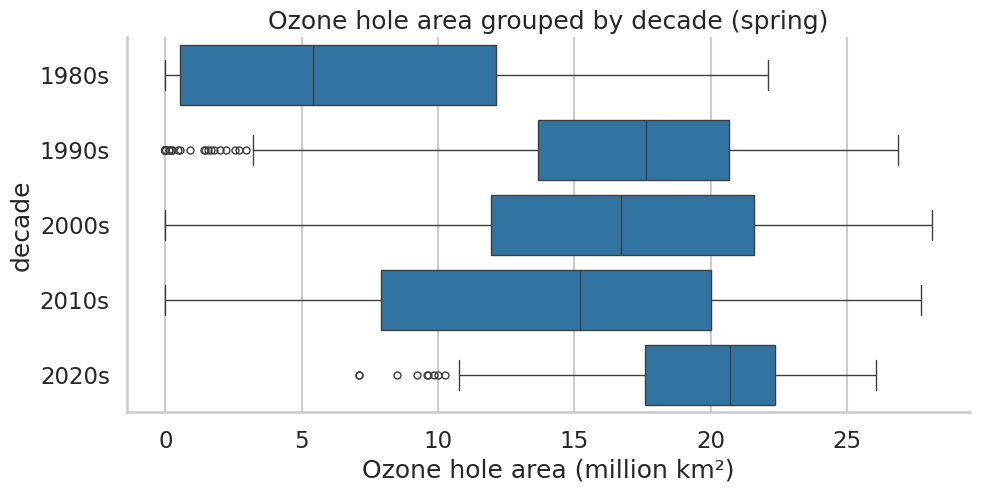 Ozone hole area grouped by decade (spring)
decade
1980s
1990s
2000s
2010s
2020s
0 5 10 15 20 25
Ozone hole area (million km²)